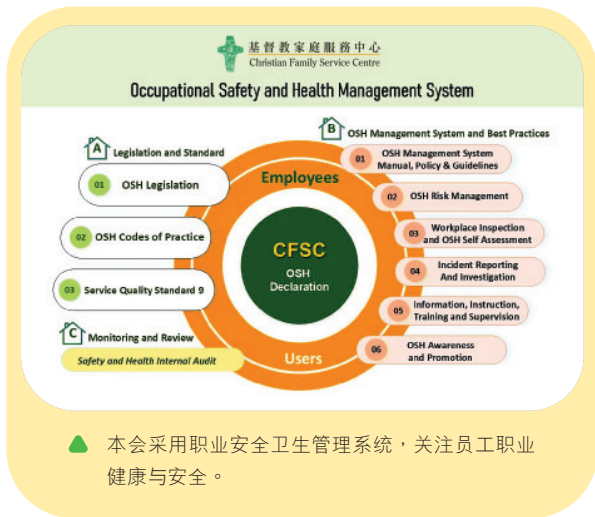 基督教家庭服務中心
Christian Family Service Centre
Occupational Safety and Health Management System
A
Legislation and Standard
01 OSH Legislation
02 OSH Codes of Practice
03 Service Quality Standard 9
C
Monitoring and Review
Safety and Health Internal Audit
Employees
CFSC
OSH
Declaration
Users
B
OSH Management System and Best Practices
01 OSH Management System
Manual, Policy & Guidelines
02 OSH Risk Management
03 Workplace Inspection
and OSH Self Assessment
04 Incident Reporting
And Investigation
05 Information, Instruction,
Training and Supervision
06 OSH Awareness
and Promotion
本会采用职业安全卫生管理系统，关注员工职业
健康与安全。